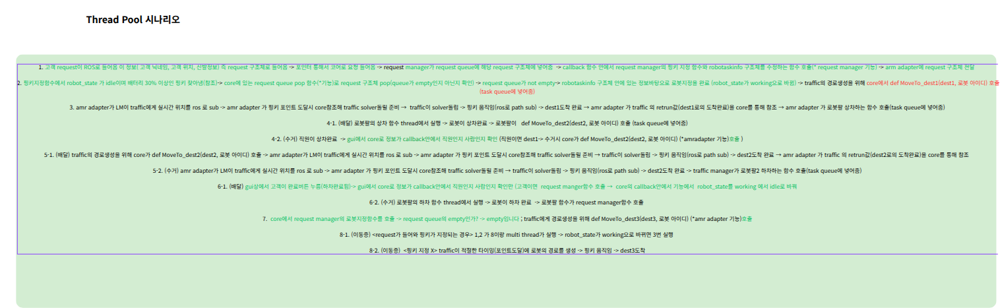 Thread Pool 시나리오
1. 고객 request이 ROS로 들어옴 이 정보( 고객 닉네임, 고객 위치, 신발정보) 즉 request 구조체로 들어옴 -> 포인터 통해서 코어로 요청 들어옴 -> request manager가 request queue에 해당 request 구조체에 넣어줌 -> callback 함수 안에서 request manager의 핑키 지정 함수와 robotaskinfo 구조체를 수정하는 함수 호출(* request manager 기능) -> arm adapter에 request 구조체 전달
2. 핑키지정함수에서 robot_state 가 idle이며 배터리 30% 이상인 핑키 찾아냄(참조)-> core에 있는 request queue pop 함수(*기능)로 request 구조체 pop(queue가 empty인지 아닌지 확인) -> request queue가 not empty-> robotaskinfo 구조체 안에 있는 정보바탕으로 로봇지정을 완료 (robot_state가 working으로 바뀜) -> traffic의 경로생성을 위해 core에서 def MoveTo_dest1(dest1, 로봇 아이디) 호출
(task queue에 넣어줌)
3. amr adapter가 LM이 traffic에게 실시간 위치를 ros 로 sub -> amr adapter 가 핑키 포인트 도달시 core참조해 traffic solver돌릴 준비 → traffic이 solver돌림 -> 핑키 움직임(ros로 path sub) -> dest1도착 완료 → amr adapter 가 traffic 의 retrun값(dest1로의 도착완료)을 core를 통해 참조 → amr adapter 가 로봇팔 상차하는 함수 호출(task queue에 넣어줌)
4-1. (배달) 로봇팔의 상차 함수 thread에서 실행 -> 로봇이 상차완료 -> 로봇팔이 def MoveTo_dest2(dest2, 로봇 아이디) 호출 (task queue에 넣어줌)
4-2. (수거) 직원이 상차완료 -> gui에서 core로 정보가 callback안에서 직원인지 사람인지 확인 (직원이면 dest1-> 수거시 core가 def MoveTo_dest2(dest2, 로봇 아이디) (*amradapter 기능)호출 )
5-1. (배달) traffic의 경로생성을 위해 core가 def MoveTo_dest2(dest2, 로봇 아이디) 호출 -> amr adapter가 LM이 traffic에게 실시간 위치를 ros 로 sub -> amr adapter 가 핑키 포인트 도달시 core참조해 traffic solver돌릴 준비 → traffic이 solver돌림 -> 핑키 움직임(ros로 path sub) -> dest2도착 완료 → amr adapter 가 traffic 의 retrun값(dest2로의 도착완료)을 core를 통해 참조
5-2. (수거) amr adapter가 LM이 traffic에게 실시간 위치를 ros 로 sub -> amr adapter 가 핑키 포인트 도달시 core참조해 traffic solver돌릴 준비 → traffic이 solver돌림 -> 핑키 움직임(ros로 path sub) -> dest2도착 완료 -> traffic manager가 로봇팔2 하차하는 함수 호출(task queue에 넣어줌)
6-1. (배달) gui상에서 고객이 완료버튼 누름(하차완료됨)-> gui에서 core로 정보가 callback안에서 직원인지 사람인지 확인한 (고객이면 request manger함수 호출 → core의 callback안에서 기능에서 robot_state를 working 에서 idle로 바꿔
6-2. (수거) 로봇팔의 하차 함수 thread에서 실행 -> 로봇이 하차 완료 -> 로봇팔 함수가 request manager함수 호출
7. core에서 request manager의 로봇지정함수를 호출 -> request queue의 empty인가? -> empty입니다 ; traffic에게 경로생성을 위해 def MoveTo_dest3(dest3, 로봇 아이디) (*amr adapter 기능)호출
8-1. (이동중) <request가 들어와 핑키가 지정되는 경우> 1,2 가 8이랑 multi thread가 실행 -> robot_state가 working으로 바뀌면 3번 실행
8-2. (이동중) <핑키 지정 X> traffic이 적절한 타이밍(포인트도달)에 로봇의 경로를 생성 -> 핑키 움직임 -> dest3도착